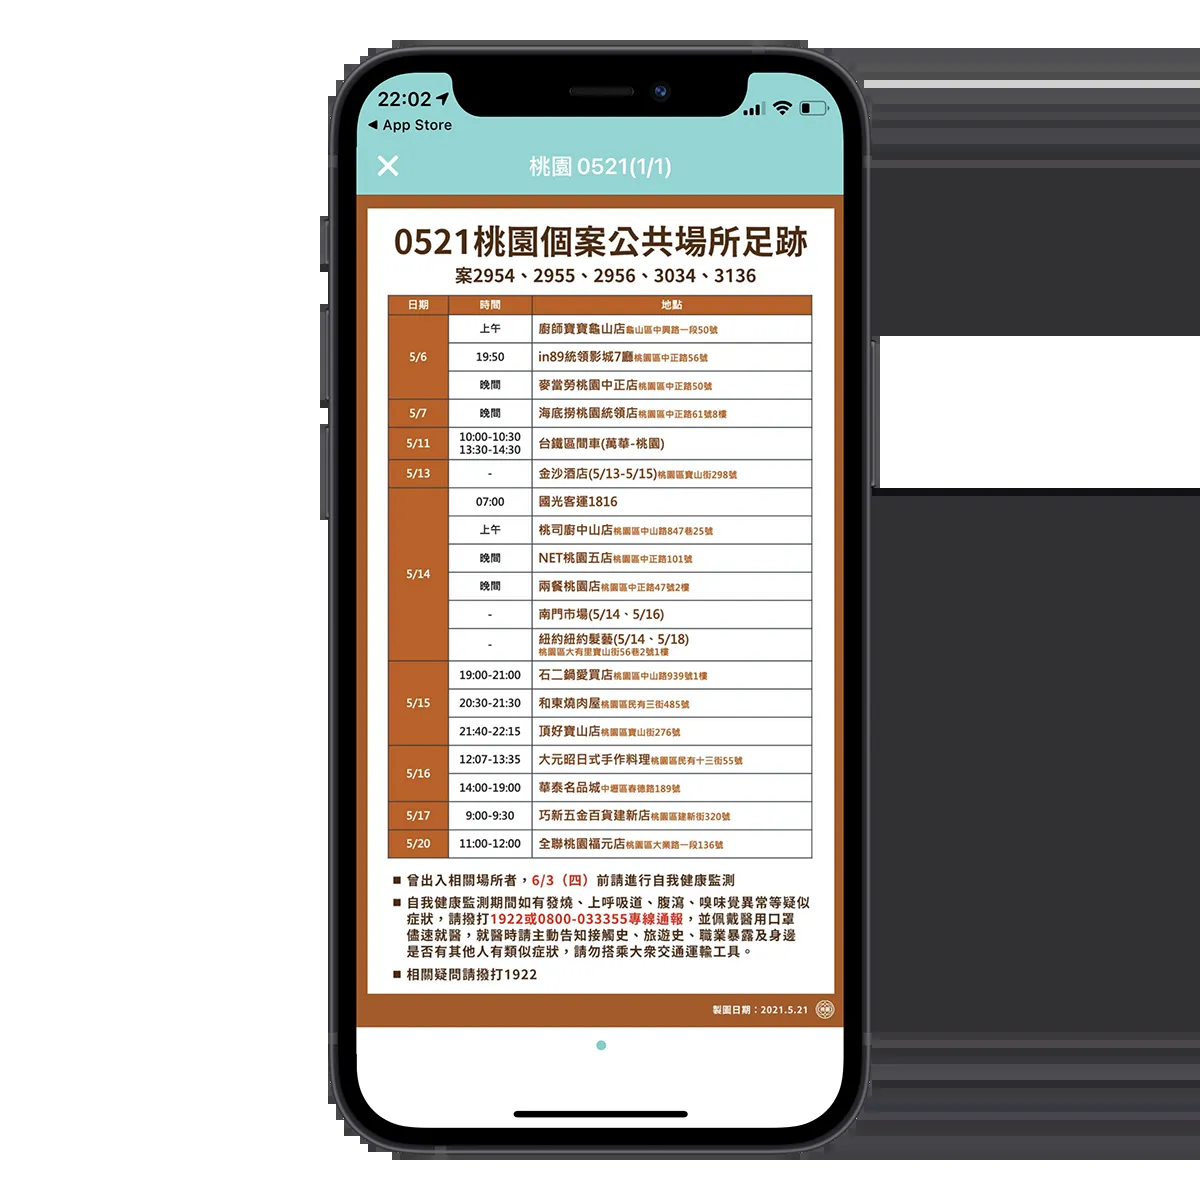 22:02
◀ App Store
桃園 0521(1/1)
0521桃園個案公共場所足跡
案2954、2955、2956、3034、3136
日期 時間 地點
5/6 上午 廚師寶寶龜山店龜山區中興路一段50號
19:50 in89統領影城7廳桃園區中正路56號
晚間 麥當勞桃園中正店桃園區中正路50號
5/7 晚間 海底撈桃園統領店桃園區中正路61號8樓
5/11 10:00-10:30
13:30-14:30 台鐵區間車(萬華-桃園)
5/13 - 金沙酒店(5/13-5/15)桃園區寶山街298號
5/14 07:00 國光客運1816
上午 桃司廚中山店桃園區中山路847巷25號
晚間 NET桃園五店桃園區中正路101號
晚間 兩餐桃園店桃園區中正路47號2樓
- 南門市場(5/14、5/16)
- 紐約紐約髮藝(5/14、5/18)
桃園區大有里寶山街56巷2號1樓
5/15 19:00-21:00 石二鍋愛買店桃園區中山路939號1樓
20:30-21:30 和東燒肉屋桃園區民有三街485號
21:40-22:15 頂好寶山店桃園區寶山街276號
5/16 12:07-13:35 大元昭日式手作料理桃園區民有十三街55號
14:00-19:00 華泰名品城中壢區春德路189號
5/17 9:00-9:30 巧新五金百貨建新店桃園區建新街320號
5/20 11:00-12:00 全聯桃園福元店桃園區大業路一段136號
■ 曾出入相關場所者，6/3（四）前請進行自我健康監測
■ 自我健康監測期間如有發燒、上呼吸道、腹瀉、嗅味覺異常等疑似
症狀，請撥打1922或0800-033355專線通報，並佩戴醫用口罩
儘速就醫，就醫時請主動告知接觸史、旅遊史、職業暴露及身邊
是否有其他人有類似症狀，請勿搭乘大眾交通運輸工具。
■ 相關疑問請撥打1922
製圖日期：2021.5.21